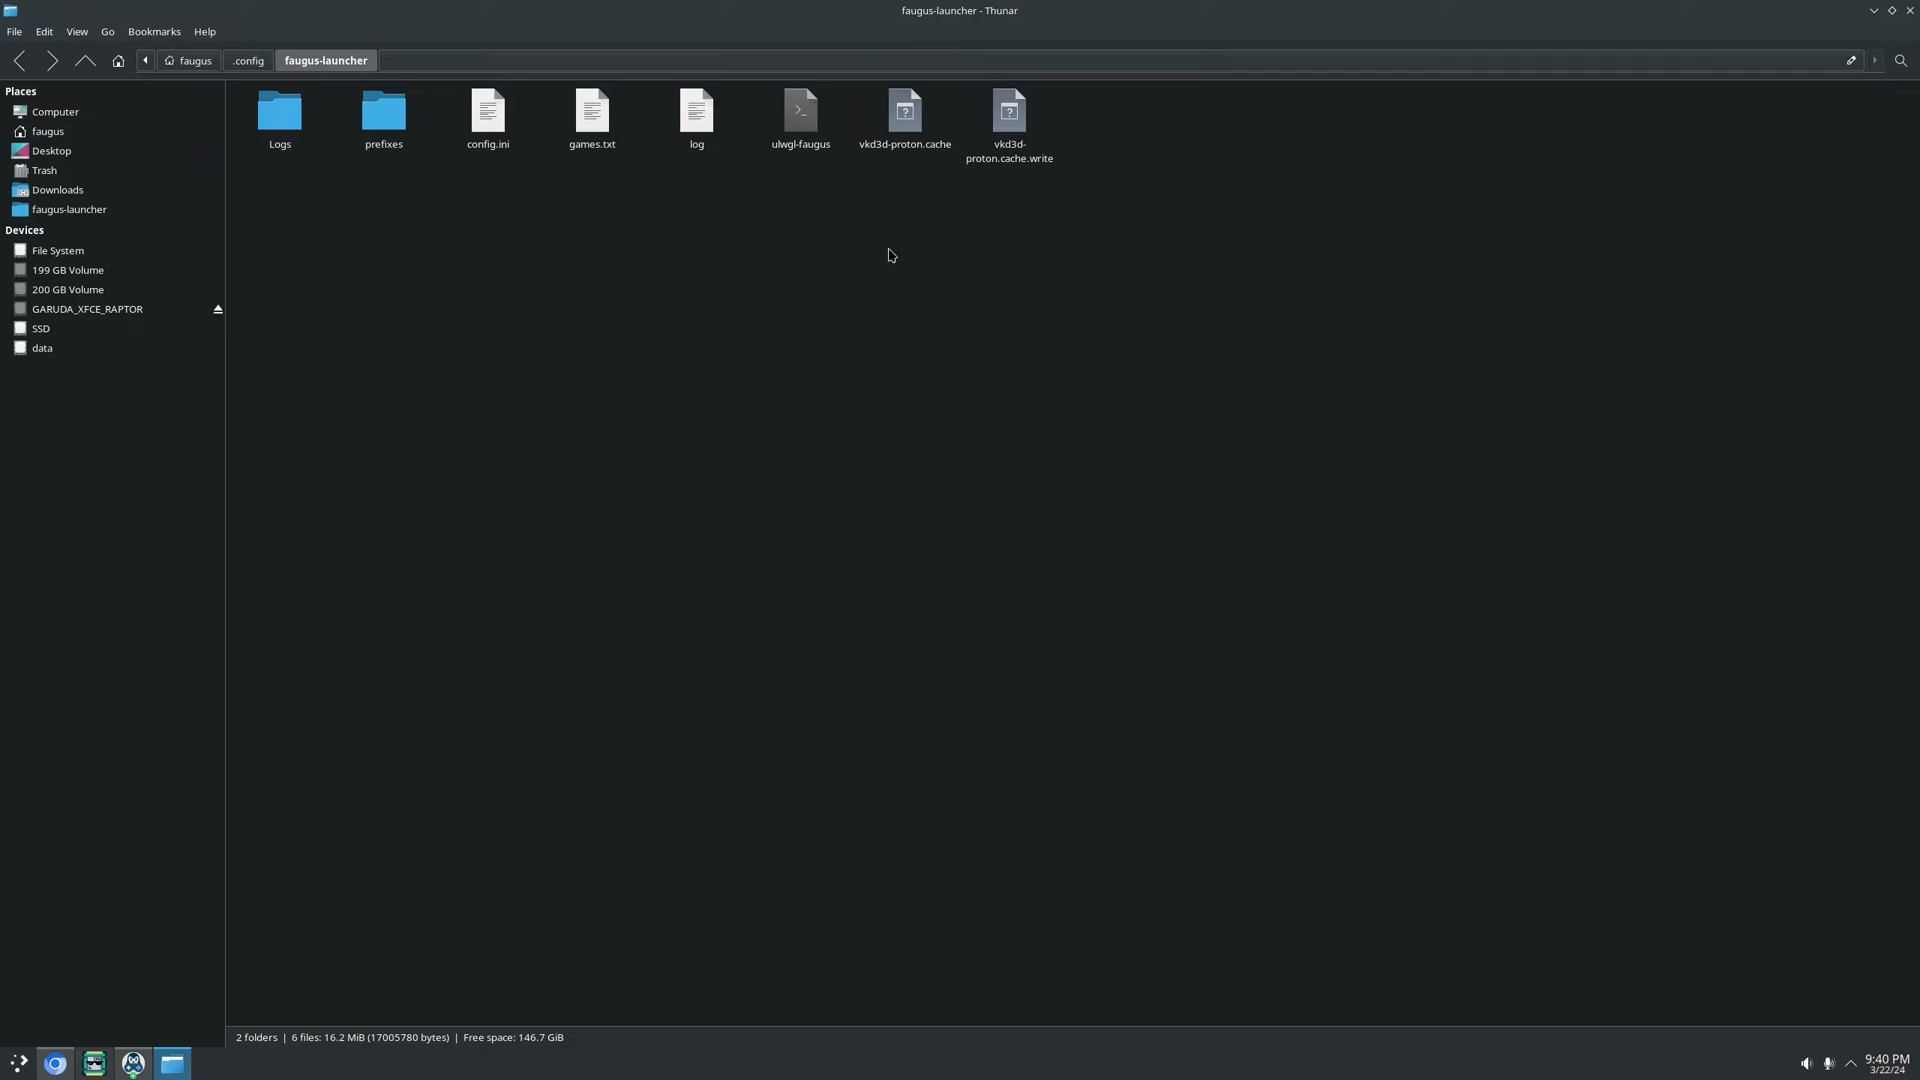 faugus-launcher - Thunar
File Edit View Go Bookmarks Help
faugus .config faugus-launcher
Places
Computer
faugus
Desktop
Trash
Downloads
faugus-launcher
Devices
File System
199 GB Volume
200 GB Volume
GARUDA_XFCE_RAPTOR
SSD
data
Logs
prefixes
config.ini
games.txt
log
ulwgl-faugus
vkd3d-proton.cache
vkd3d-
proton.cache.write
2 folders | 6 files: 16.2 MiB (17005780 bytes) | Free space: 146.7 GiB
9:40 PM
3/22/24